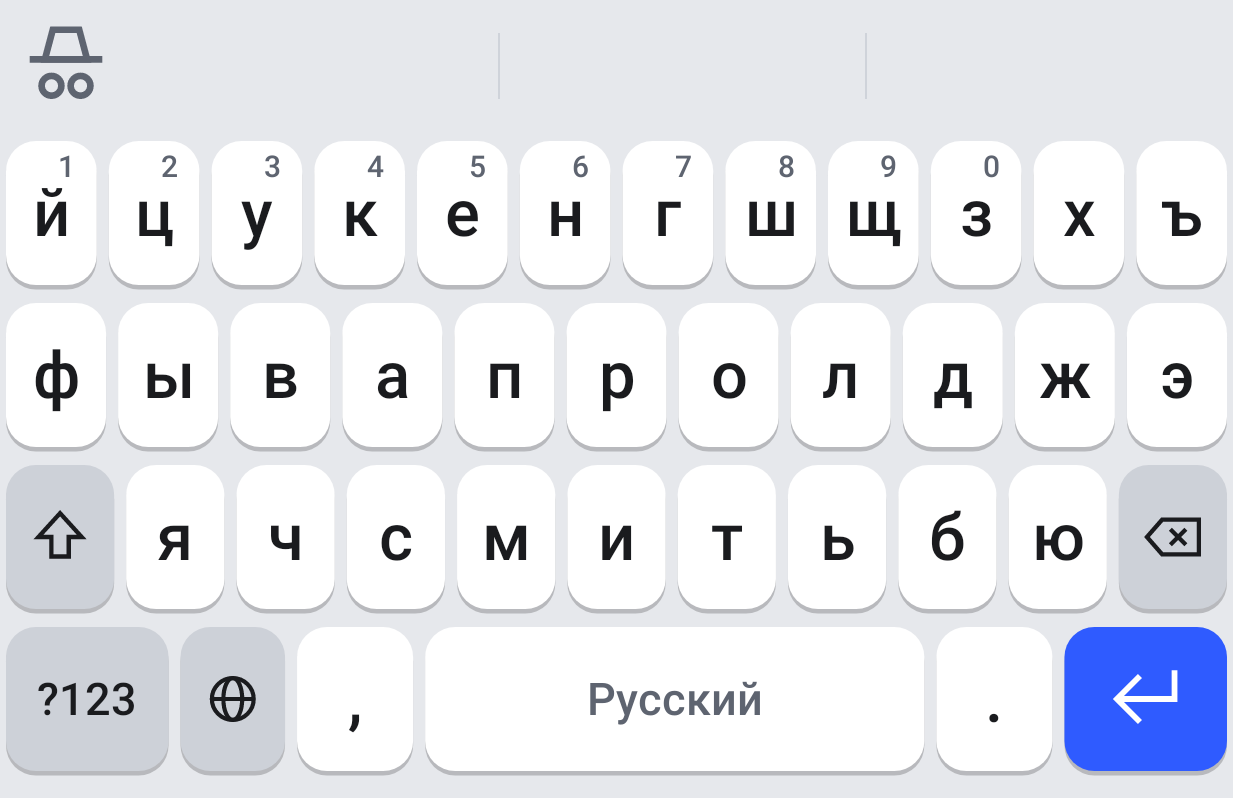 1 2 3 4 5 6 7 8 9 0
й ц у к е н г ш щ з х ъ
ф ы в а п р о л д ж э
я ч с м и т ь б ю
?123 , Русский .